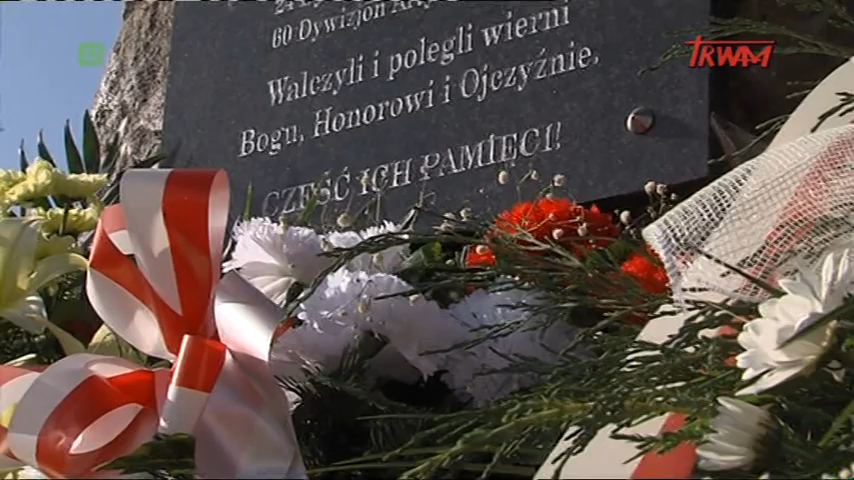 60 Dywizjon
Walczyli i polegli wierni
Bogu, Honorowi i Ojczyźnie.
CZEŚĆ ICH PAMIĘCI!
TRWAM